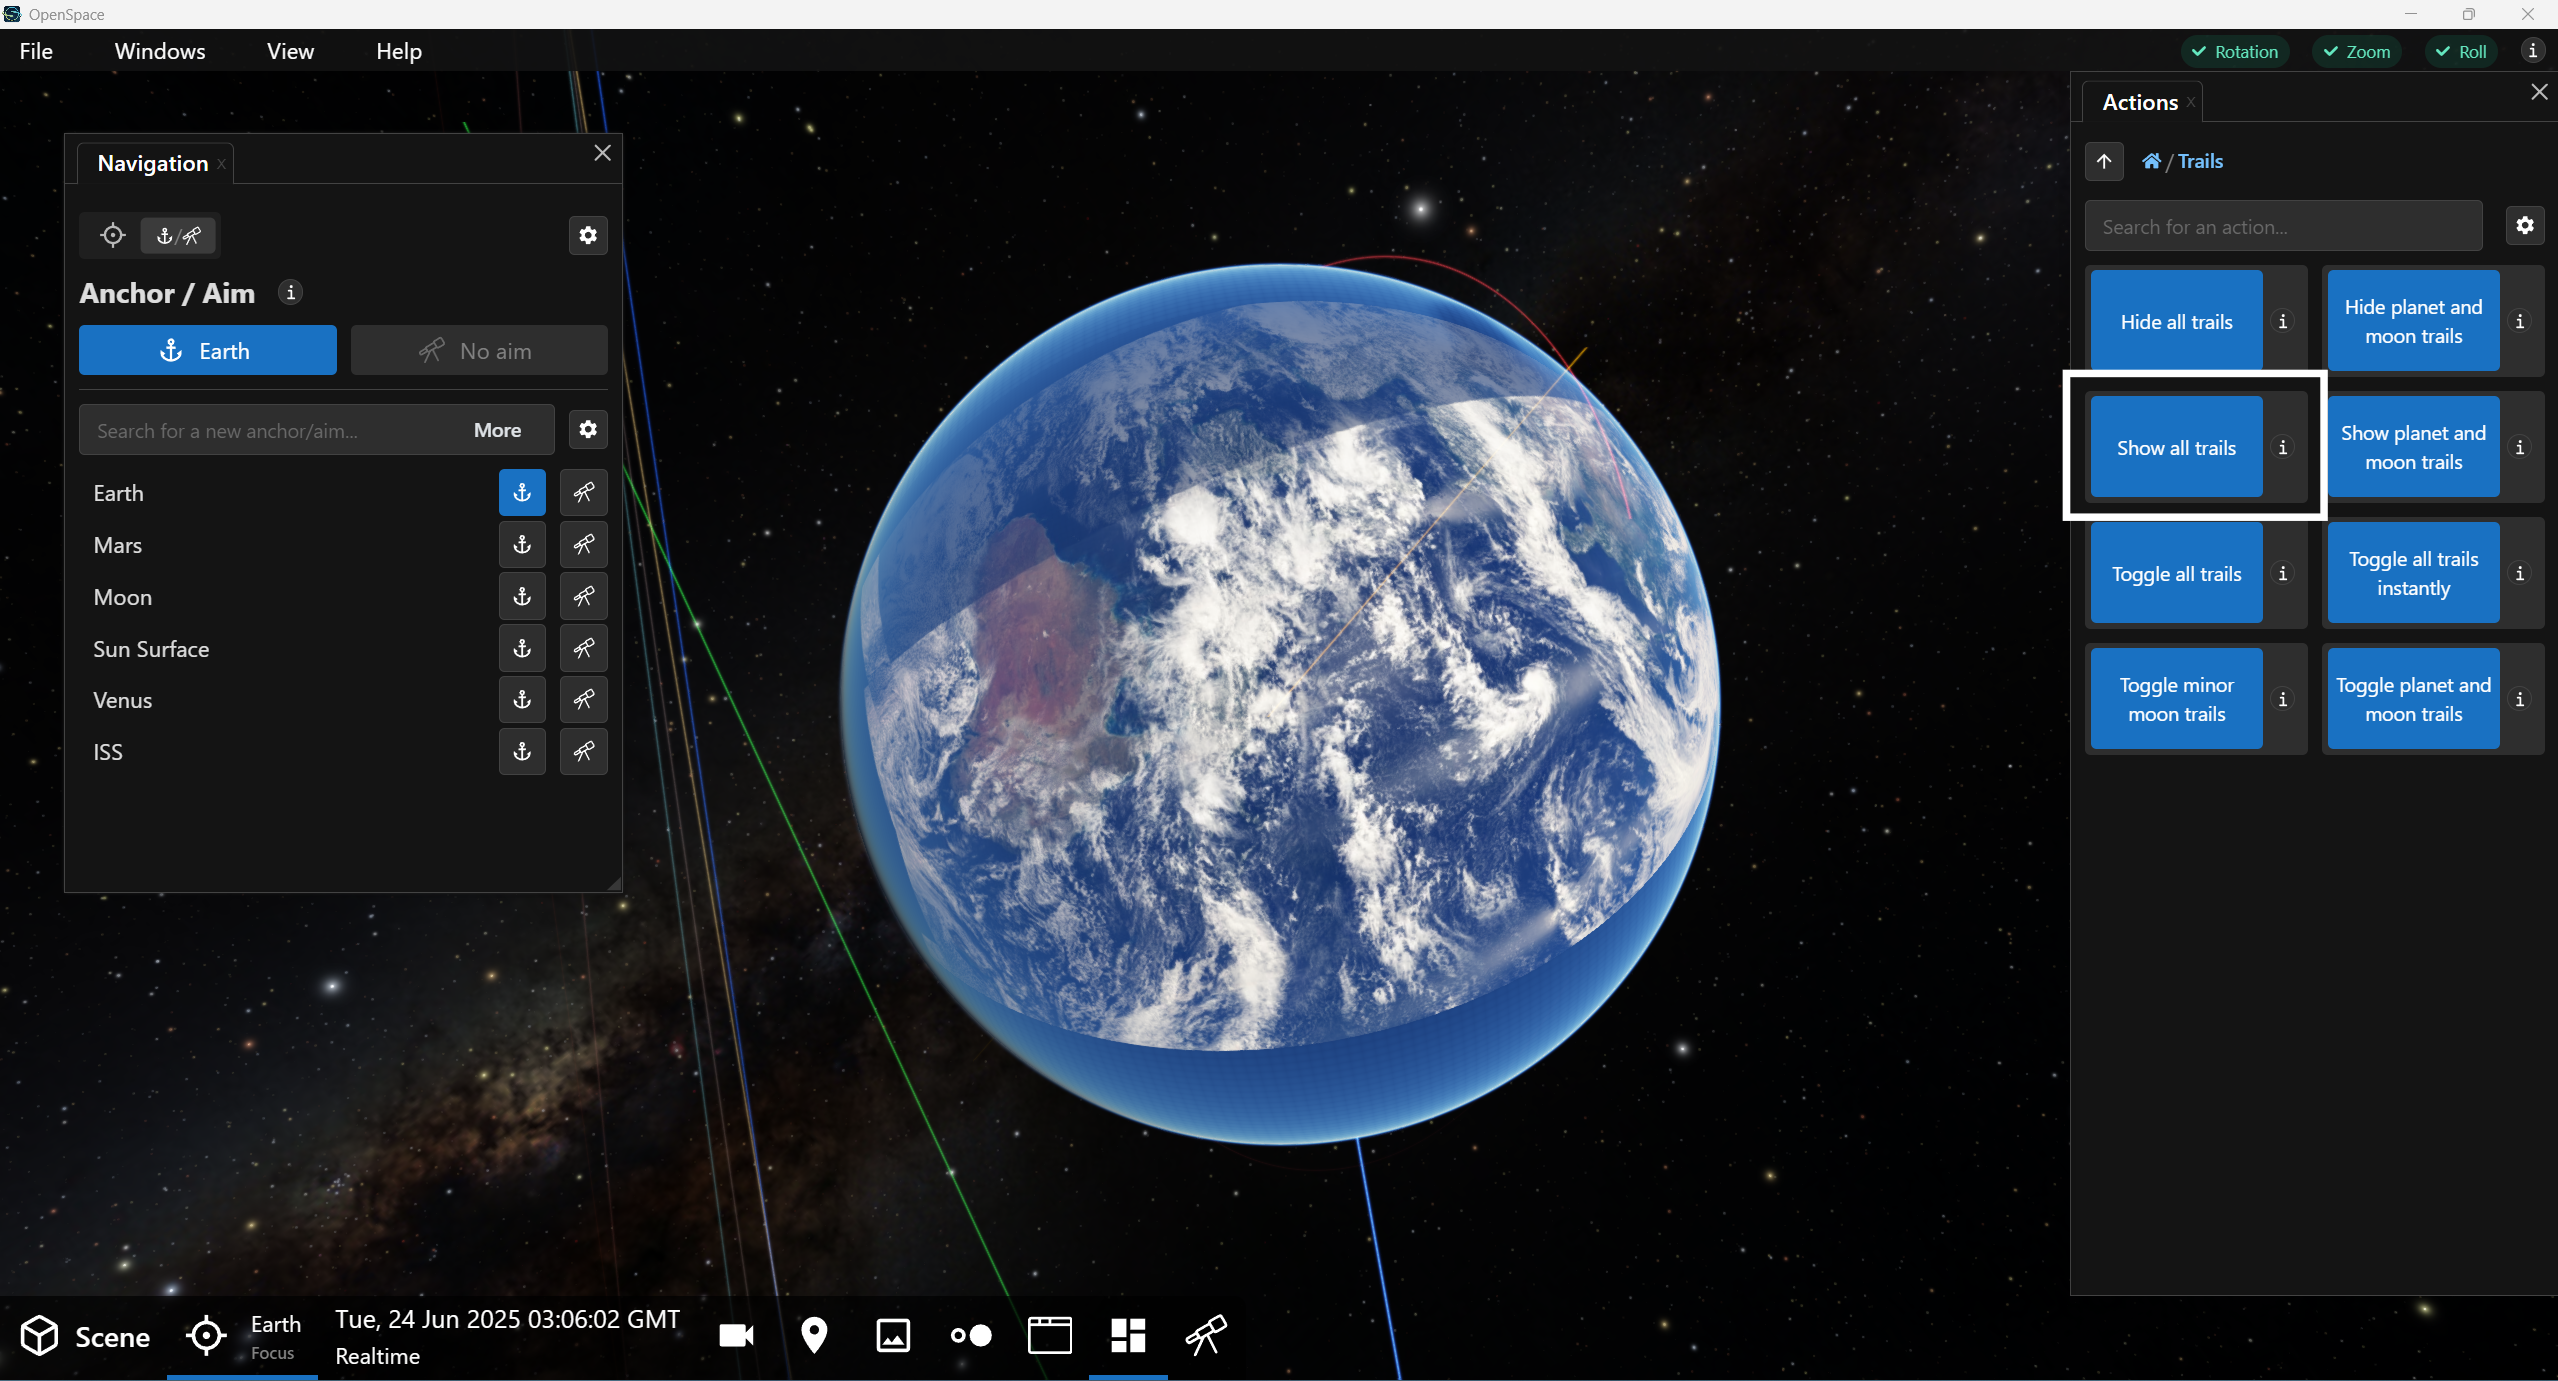 OpenSpace
File Windows View Help
Rotation Zoom Roll
Navigation
Anchor / Aim
Earth No aim
Search for a new anchor/aim... More
Earth
Mars
Moon
Sun Surface
Venus
ISS
Actions
/ Trails
Search for an action...
Hide all trails
Hide planet and
moon trails
Show all trails
Show planet and
moon trails
Toggle all trails
Toggle all trails
instantly
Toggle minor
moon trails
Toggle planet and
moon trails
Scene
Earth
Focus
Tue, 24 Jun 2025 03:06:02 GMT
Realtime